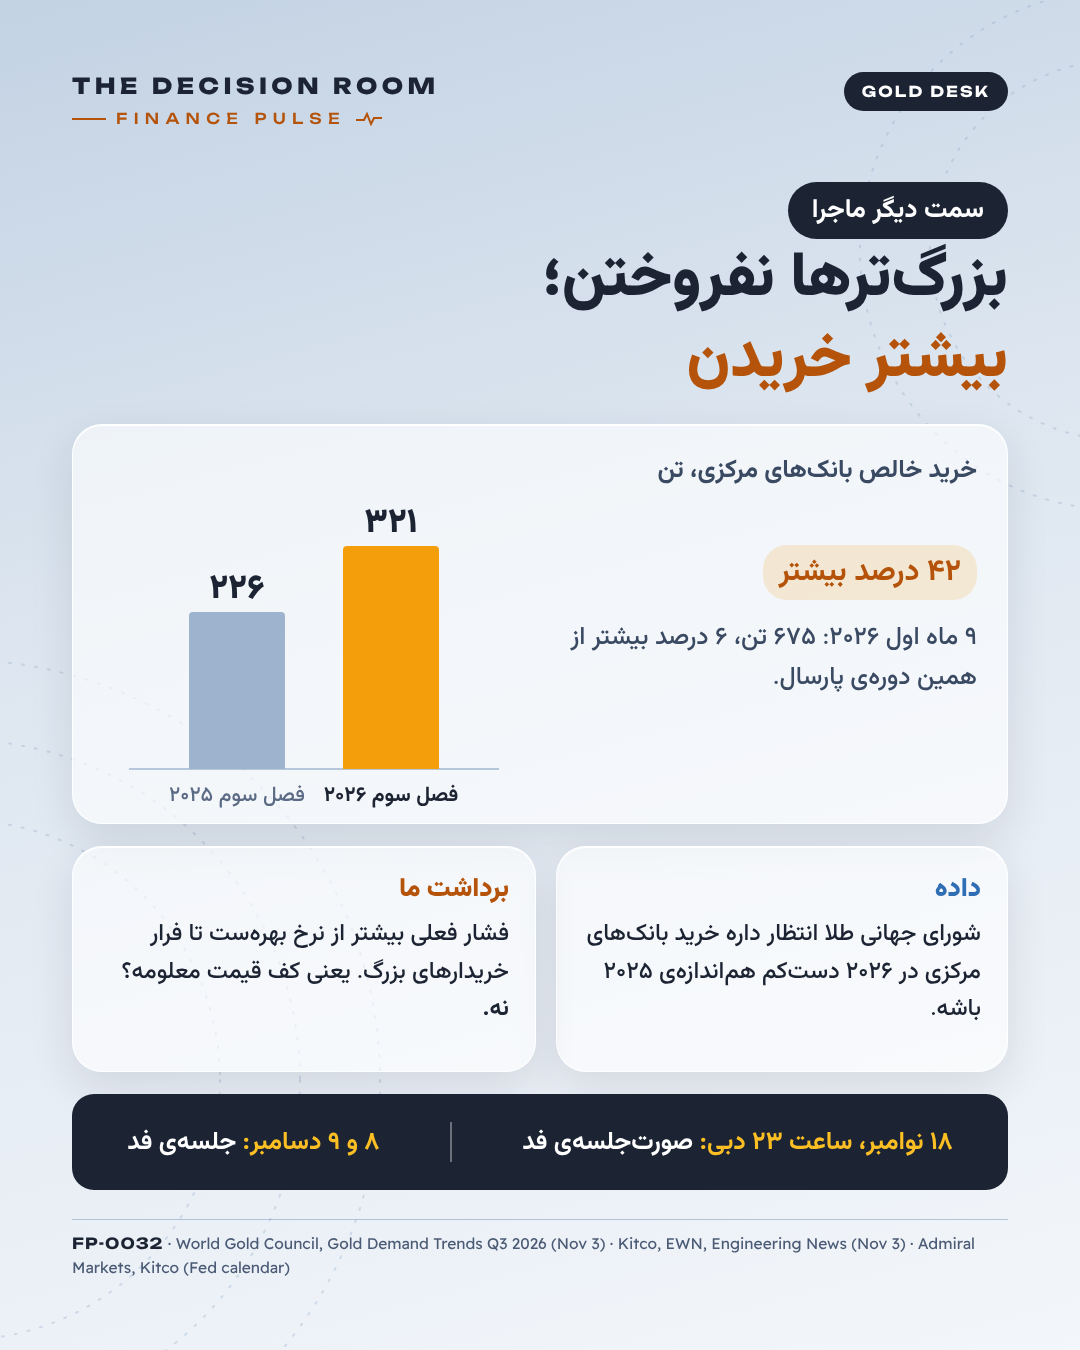 THE DECISION ROOM
FINANCE PULSE
GOLD DESK
سمت دیگر ماجرا
بزرگ‌ترها نفروختن؛
بیشتر خریدن
خرید خالص بانک‌های مرکزی، تن
۴۲ درصد بیشتر
۹ ماه اول ۲۰۲۶: ۶۷۵ تن، ۶ درصد بیشتر از
همین دوره‌ی پارسال.
۳۲۱
۲۲۶
فصل سوم ۲۰۲۶
فصل سوم ۲۰۲۵
داده
شورای جهانی طلا انتظار داره خرید بانک‌های
مرکزی در ۲۰۲۶ دست‌کم هم‌اندازه‌ی ۲۰۲۵
باشه.
برداشت ما
فشار فعلی بیشتر از نرخ بهره‌ست تا فرار
خریدارهای بزرگ. یعنی کف قیمت معلومه؟
نه.
۱۸ نوامبر، ساعت ۲۳ دبی: صورت‌جلسه‌ی فد
۸ و ۹ دسامبر: جلسه‌ی فد
FP-0032 · World Gold Council, Gold Demand Trends Q3 2026 (Nov 3) · Kitco, EWN, Engineering News (Nov 3) · Admiral
Markets, Kitco (Fed calendar)